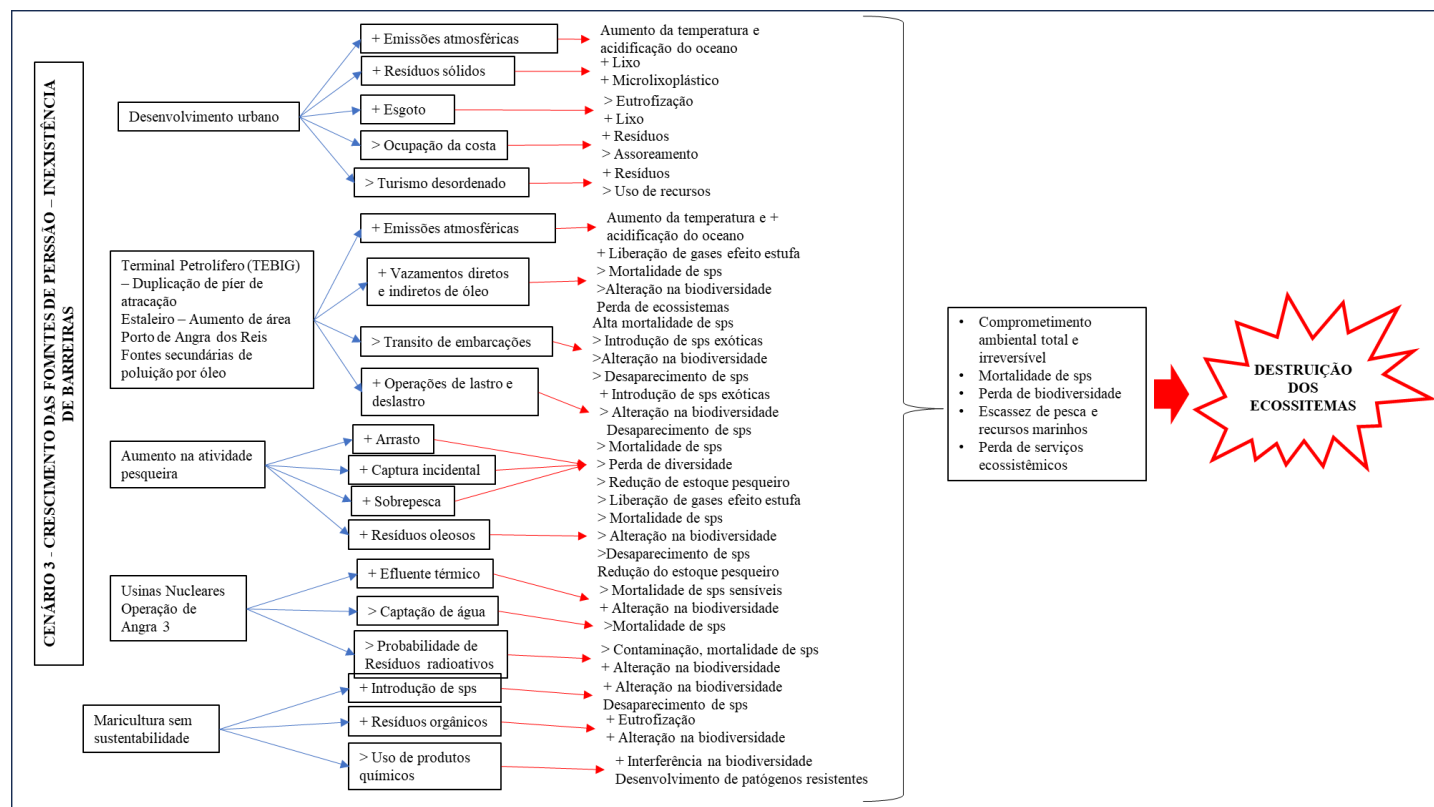 CENÁRIO 3 - CRESCIMENTO DAS FOMNTES DE PERSSÃO – INEXISTÊNCIA
DE BARREIRAS
Desenvolvimento urbano
+ Emissões atmosféricas
+ Resíduos sólidos
+ Esgoto
> Ocupação da costa
> Turismo desordenado
Aumento da temperatura e
acidificação do oceano
+ Lixo
+ Microlixoplástico
> Eutrofização
+ Lixo
+ Resíduos
> Assoreamento
+ Resíduos
> Uso de recursos
Terminal Petrolífero (TEBIG)
– Duplicação de píer de
atracação
Estaleiro – Aumento de área
Porto de Angra dos Reis
Fontes secundárias de
poluição por óleo
+ Emissões atmosféricas
+ Vazamentos diretos
e indiretos de óleo
> Transito de embarcações
+ Operações de lastro e
deslastro
Aumento da temperatura e +
acidificação do oceano
+ Liberação de gases efeito estufa
> Mortalidade de sps
>Alteração na biodiversidade
Perda de ecossistemas
Alta mortalidade de sps
> Introdução de sps exóticas
>Alteração na biodiversidade
> Desaparecimento de sps
+ Introdução de sps exóticas
> Alteração na biodiversidade
Desaparecimento de sps
Aumento na atividade
pesqueira
+ Arrasto
+ Captura incidental
+ Sobrepesca
+ Resíduos oleosos
> Mortalidade de sps
> Perda de diversidade
> Redução de estoque pesqueiro
> Liberação de gases efeito estufa
> Mortalidade de sps
> Alteração na biodiversidade
>Desaparecimento de sps
Redução do estoque pesqueiro
Usinas Nucleares
Operação de
Angra 3
+ Efluente térmico
> Captação de água
> Probabilidade de
Resíduos radioativos
> Mortalidade de sps sensíveis
+ Alteração na biodiversidade
>Mortalidade de sps
> Contaminação, mortalidade de sps
+ Alteração na biodiversidade
Maricultura sem
sustentabilidade
+ Introdução de sps
+ Resíduos orgânicos
> Uso de produtos
químicos
+ Alteração na biodiversidade
Desaparecimento de sps
+ Eutrofização
+ Alteração na biodiversidade
+ Interferência na biodiversidade
Desenvolvimento de patógenos resistentes
• Comprometimento
ambiental total e
irreversível
• Mortalidade de sps
• Perda de biodiversidade
• Escassez de pesca e
recursos marinhos
• Perda de serviços
ecossistêmicos
DESTRUIÇÃO
DOS
ECOSSITEMAS